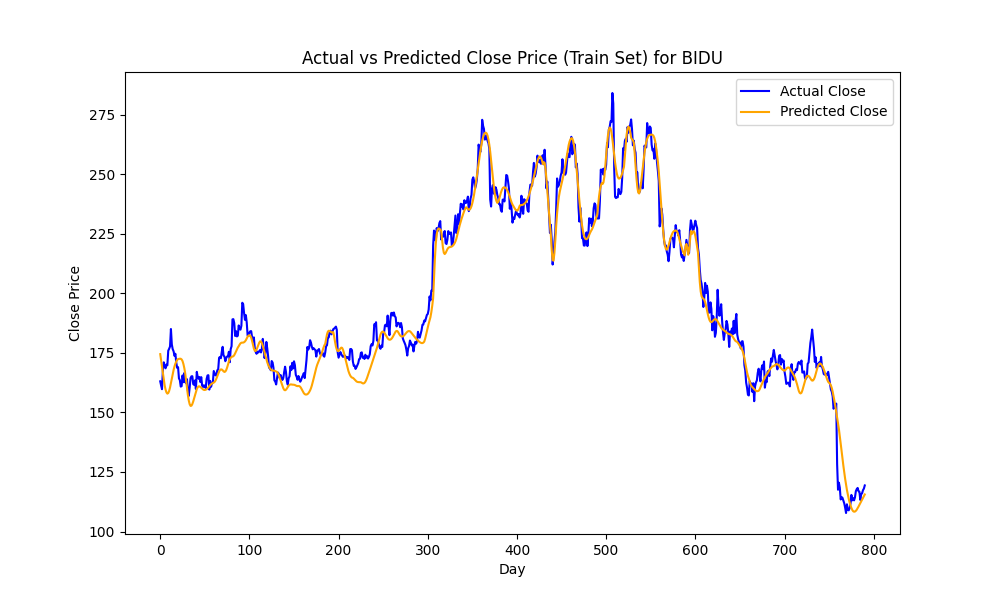 Actual vs Predicted Close Price (Train Set) for BIDU
Actual Close
Predicted Close
Close Price
275
250
225
200
175
150
125
100
0 100 200 300 400 500 600 700 800
Day